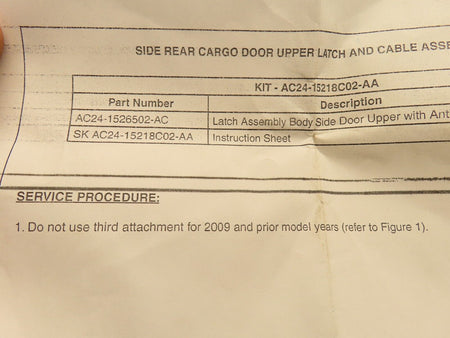 SIDE REAR CARGO DOOR UPPER LATCH AND CABLE ASSE
KIT - AC24-15218C02-AA
Part Number Description
AC24-1526502-AC Latch Assembly Body Side Door Upper with Ant
SK AC24-15218C02-AA Instruction Sheet
SERVICE PROCEDURE:
1. Do not use third attachment for 2009 and prior model years (refer to Figure 1).